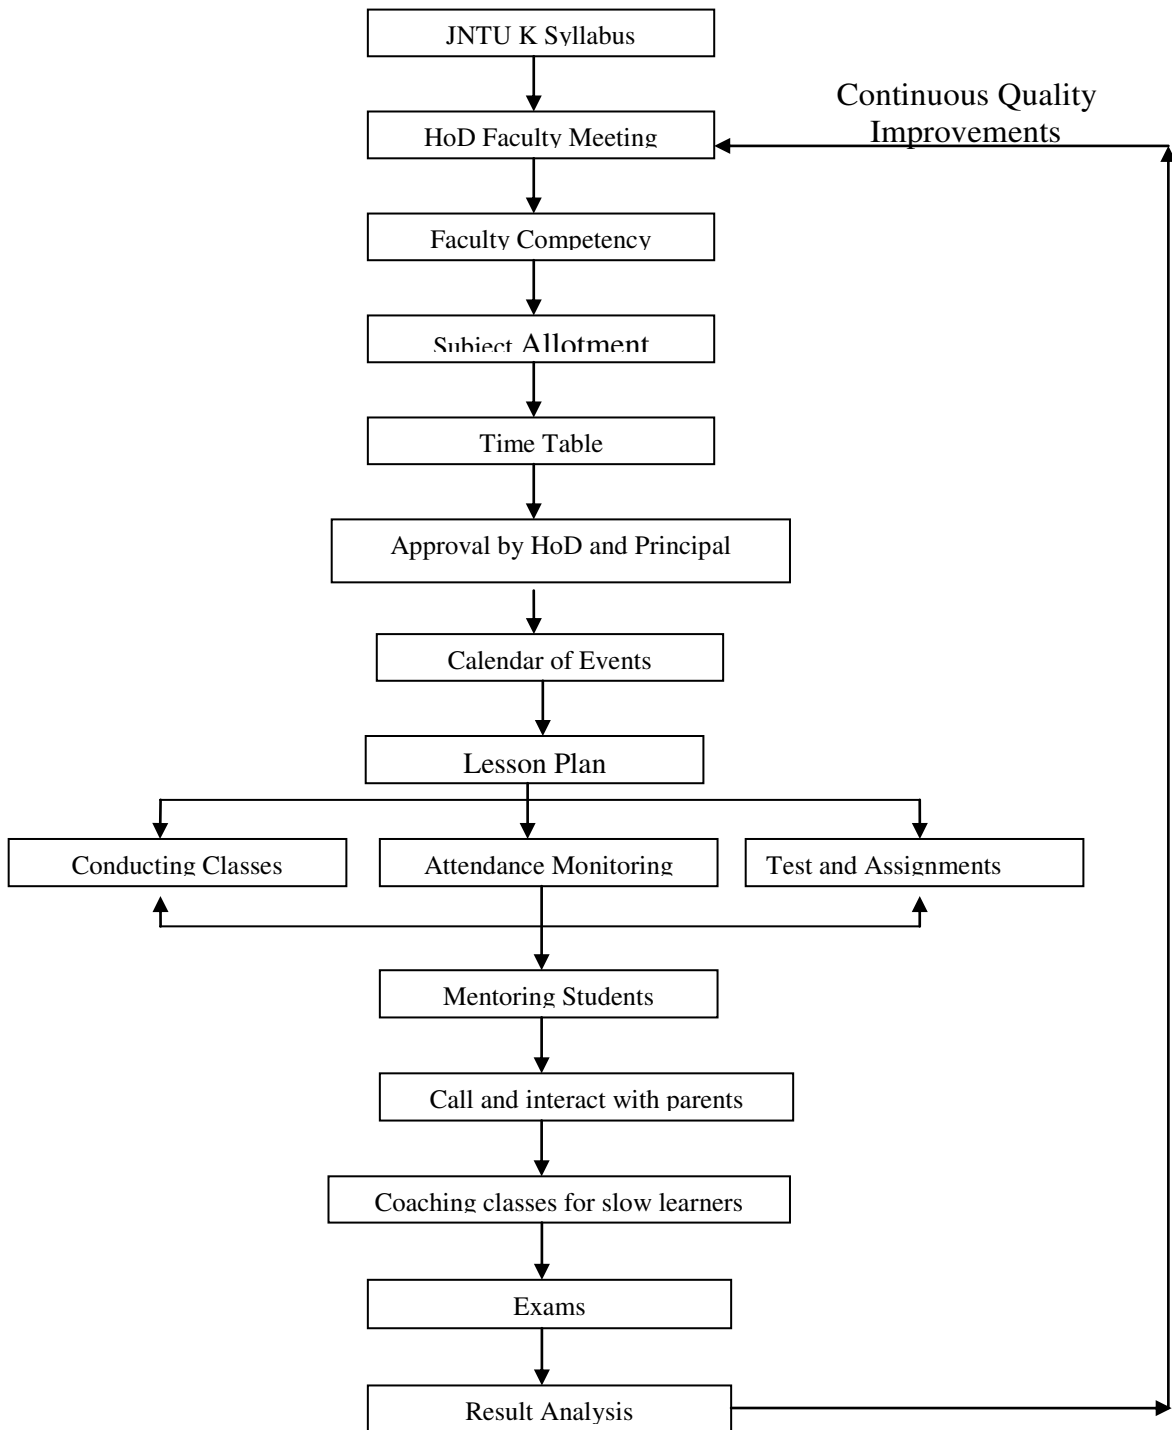 JNTU K Syllabus
Continuous Quality
Improvements
HoD Faculty Meeting
Faculty Competency
Subject Allotment
Time Table
Approval by HoD and Principal
Calendar of Events
Lesson Plan
Conducting Classes
Attendance Monitoring
Test and Assignments
Mentoring Students
Call and interact with parents
Coaching classes for slow learners
Exams
Result Analysis